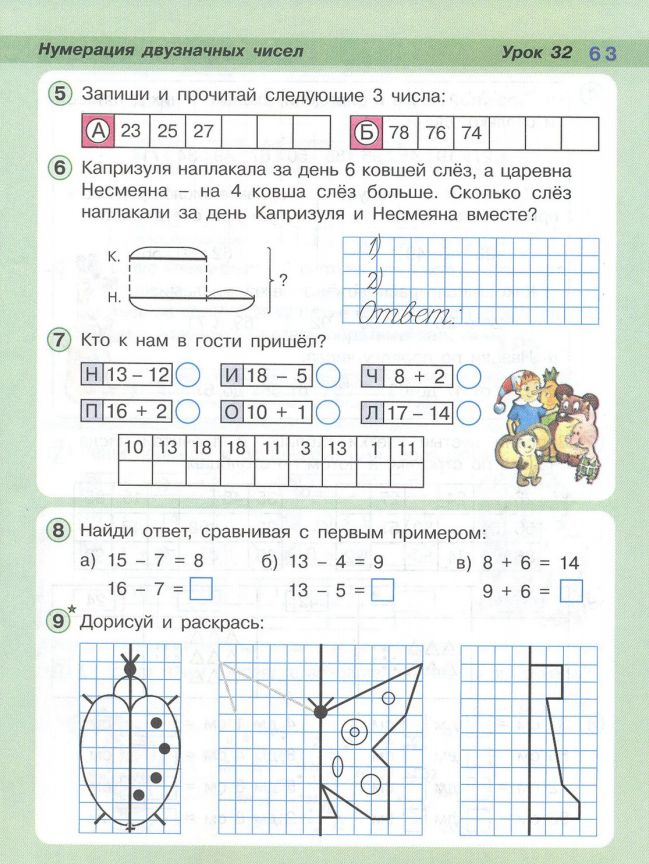 Нумерация двузначных чисел Урок 32 63
5 Запиши и прочитай следующие 3 числа:
А 23 25 27 Б 78 76 74
6 Капризуля наплакала за день 6 ковшей слёз, а царевна
Несмеяна – на 4 ковша слёз больше. Сколько слёз
наплакали за день Капризуля и Несмеяна вместе?
К.
Н.
?
1)
2)
Ответ:
7 Кто к нам в гости пришёл?
Н 13 – 12 И 18 – 5 Ч 8 + 2
П 16 + 2 О 10 + 1 Л 17 – 14
10 13 18 18 11 3 13 1 11
8 Найди ответ, сравнивая с первым примером:
а) 15 – 7 = 8 б) 13 – 4 = 9 в) 8 + 6 = 14
16 – 7 = 13 – 5 = 9 + 6 =
9* Дорисуй и раскрась: